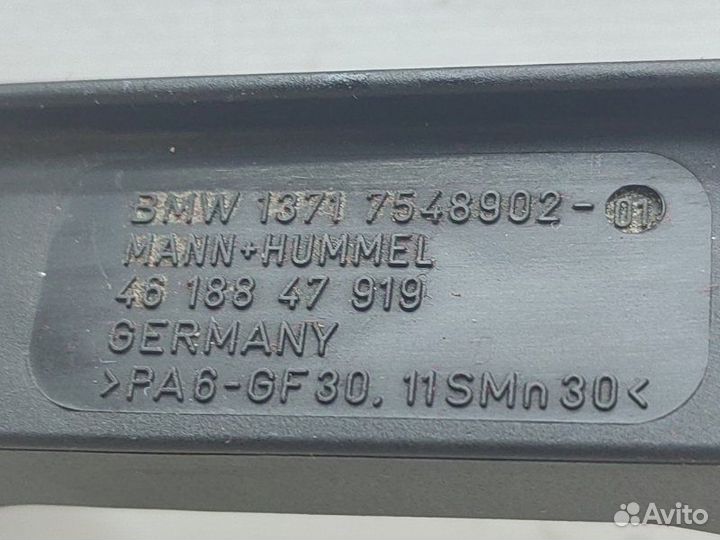 BMW 1371 7548902-01
MANN+HUMMEL
46 188 47 919
GERMANY
>PA6-GF30.11SMn30<
Avito